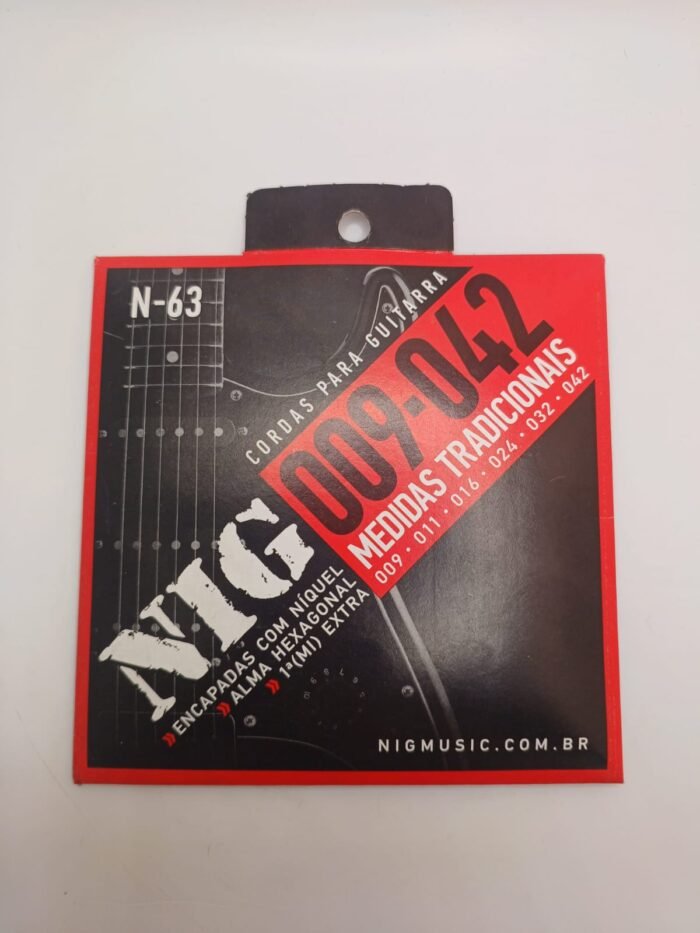 N-63
CORDAS PARA GUITARRA
009-042
MEDIDAS TRADICIONAIS
009 • 011 • 016 • 024 • 032 • 042
NIG
» ENCAPADAS COM NÍQUEL
» ALMA HEXAGONAL
» 1ª(MI) EXTRA
NIGMUSIC.COM.BR